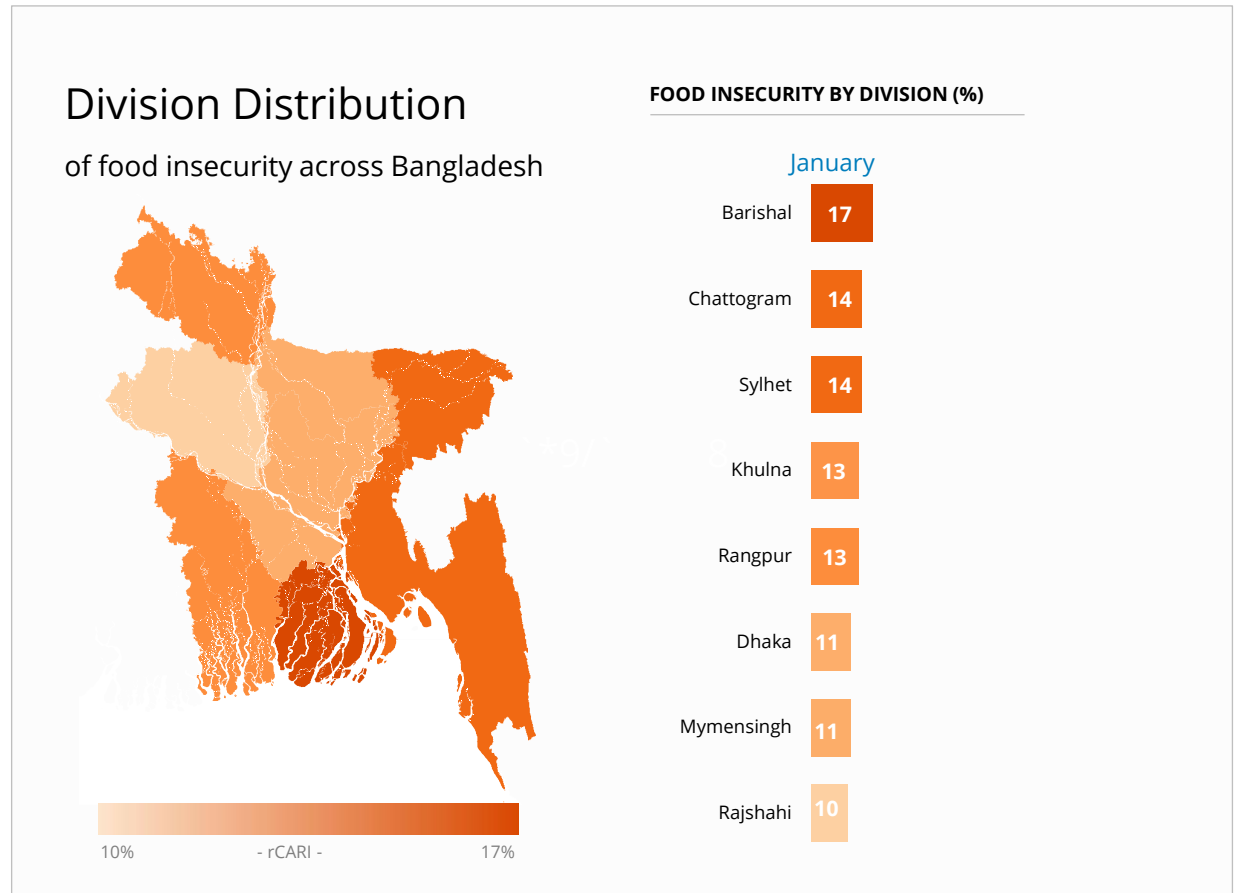 Division Distribution
of food insecurity across Bangladesh
10%
- rCARI -
17%
FOOD INSECURITY BY DIVISION (%)
January
Barishal 17
Chattogram 14
Sylhet 14
Khulna 13
Rangpur 13
Dhaka 11
Mymensingh 11
Rajshahi 10